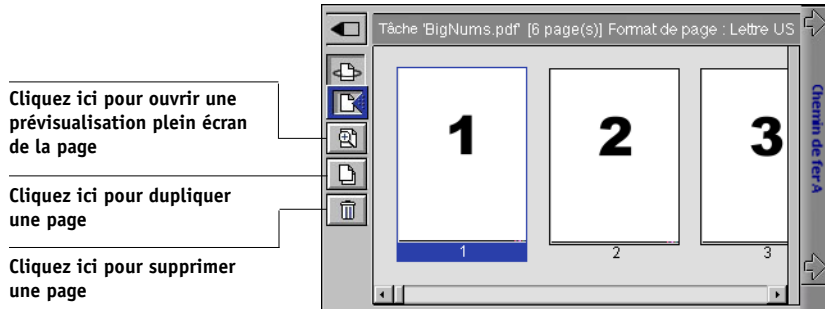 Tâche 'BigNums.pdf' [6 page(s)] Format de page : Lettre US
Cliquez ici pour ouvrir une
prévisualisation plein écran
de la page
Cliquez ici pour dupliquer
une page
Cliquez ici pour supprimer
une page
1
2
3
1
2
3
Chemin de fer A